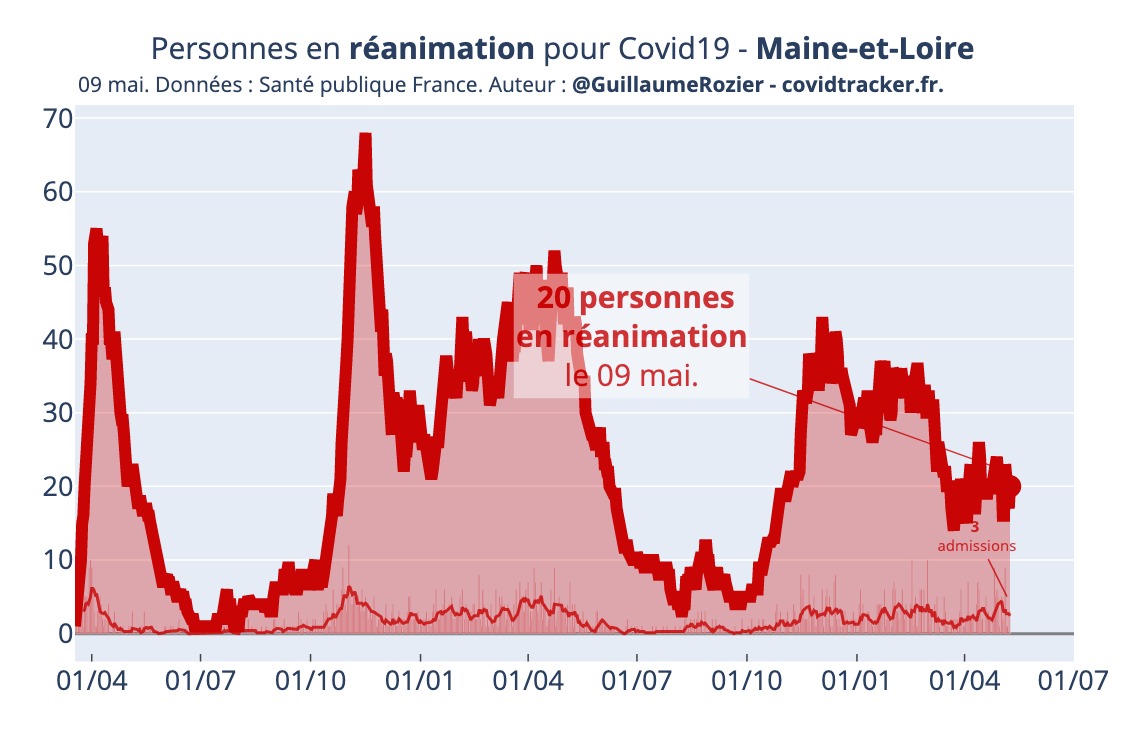 Personnes en réanimation pour Covid19 - Maine-et-Loire
09 mai. Données : Santé publique France. Auteur : @GuillaumeRozier - covidtracker.fr.
70
60
50
40
30
20
10
0
20 personnes
en réanimation
le 09 mai.
3
admissions
01/04 01/07 01/10 01/01 01/04 01/07 01/10 01/01 01/04 01/07